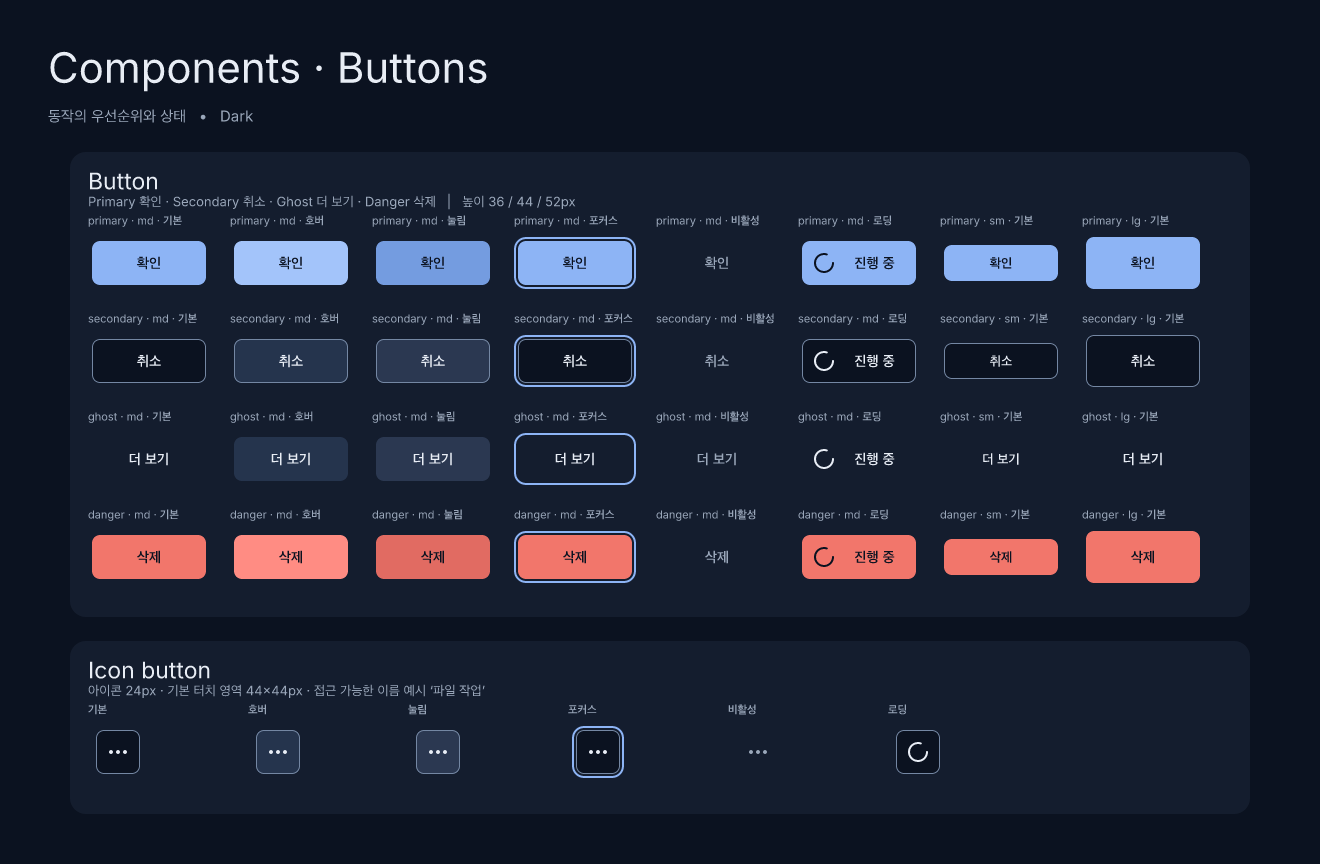 Components · Buttons
동작의 우선순위와 상태 • Dark
Button
Primary 확인 · Secondary 취소 · Ghost 더 보기 · Danger 삭제 | 높이 36 / 44 / 52px
primary · md · 기본 primary · md · 호버 primary · md · 눌림 primary · md · 포커스 primary · md · 비활성 primary · md · 로딩 primary · sm · 기본 primary · lg · 기본
확인 확인 확인 확인 확인 진행 중 확인 확인
secondary · md · 기본 secondary · md · 호버 secondary · md · 눌림 secondary · md · 포커스 secondary · md · 비활성 secondary · md · 로딩 secondary · sm · 기본 secondary · lg · 기본
취소 취소 취소 취소 취소 진행 중 취소 취소
ghost · md · 기본 ghost · md · 호버 ghost · md · 눌림 ghost · md · 포커스 ghost · md · 비활성 ghost · md · 로딩 ghost · sm · 기본 ghost · lg · 기본
더 보기 더 보기 더 보기 더 보기 더 보기 진행 중 더 보기 더 보기
danger · md · 기본 danger · md · 호버 danger · md · 눌림 danger · md · 포커스 danger · md · 비활성 danger · md · 로딩 danger · sm · 기본 danger · lg · 기본
삭제 삭제 삭제 삭제 삭제 진행 중 삭제 삭제
Icon button
아이콘 24px · 기본 터치 영역 44×44px · 접근 가능한 이름 예시 ‘파일 작업’
기본 호버 눌림 포커스 비활성 로딩